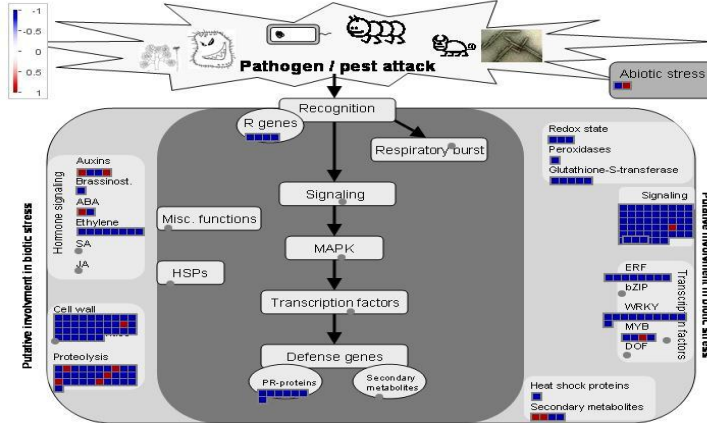 -1
-0.5
0
0.5
1
Pathogen / pest attack
Abiotic stress
Recognition
R genes
Respiratory burst
Signaling
Misc. functions
MAPK
HSPs
Transcription factors
Defense genes
PR-proteins
Secondary
metabolites
Putative involvment in biotic stress
Hormone signaling
Auxins
Brassinost.
ABA
Ethylene
SA
JA
Cell wall
Proteolysis
Redox state
Peroxidases
Glutathione-S-transferase
Signaling
ERF
bZIP
WRKY
MYB
DOF
Transcription factors
Heat shock proteins
Secondary metabolites